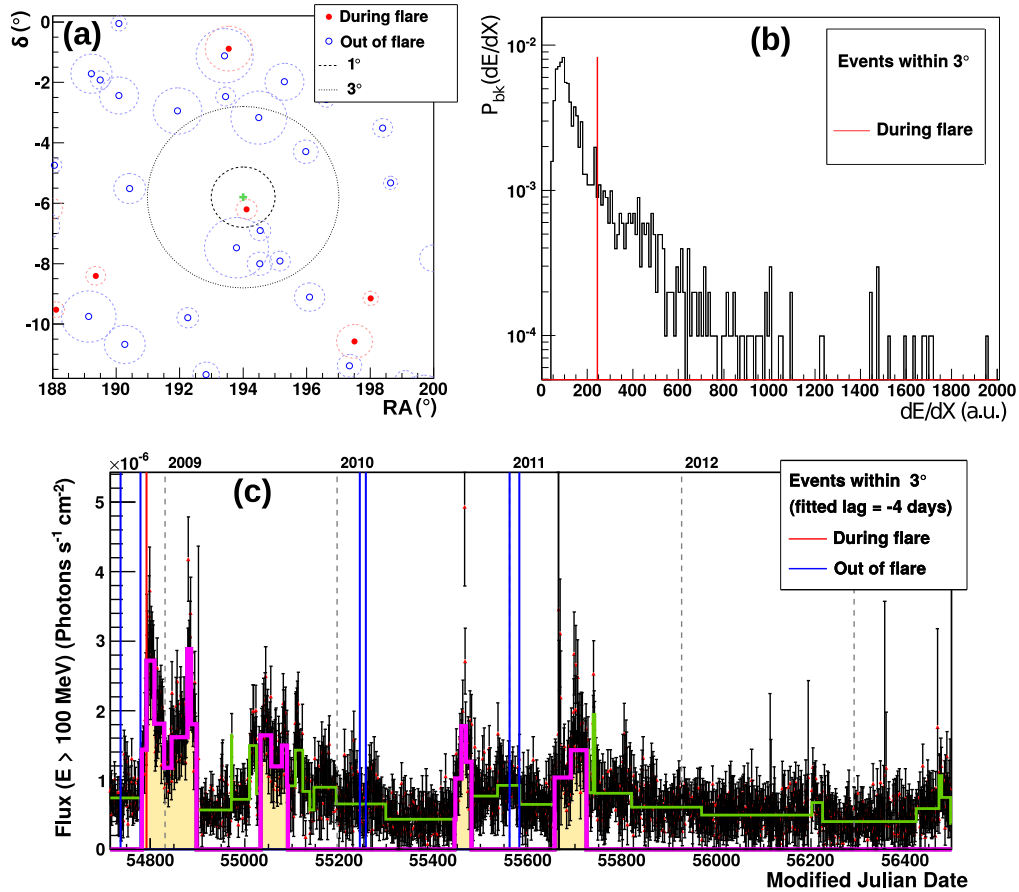 (a)
δ (°)
0
−2
−4
−6
−8
−10
188 190 192 194 196 198 200
RA (°)
During flare
Out of flare
1°
3°
(b)
P_bk(dE/dX)
10⁻²
10⁻³
10⁻⁴
0 200 400 600 800 1000 1200 1400 1600 1800 2000
dE/dX (a.u.)
Events within 3°
During flare
×10⁻⁶ 2009 2010 2011 2012
(c)
Flux (E > 100 MeV) (Photons s⁻¹ cm⁻²)
5
4
3
2
1
0
54800 55000 55200 55400 55600 55800 56000 56200 56400
Modified Julian Date
Events within 3°
(fitted lag = -4 days)
During flare
Out of flare